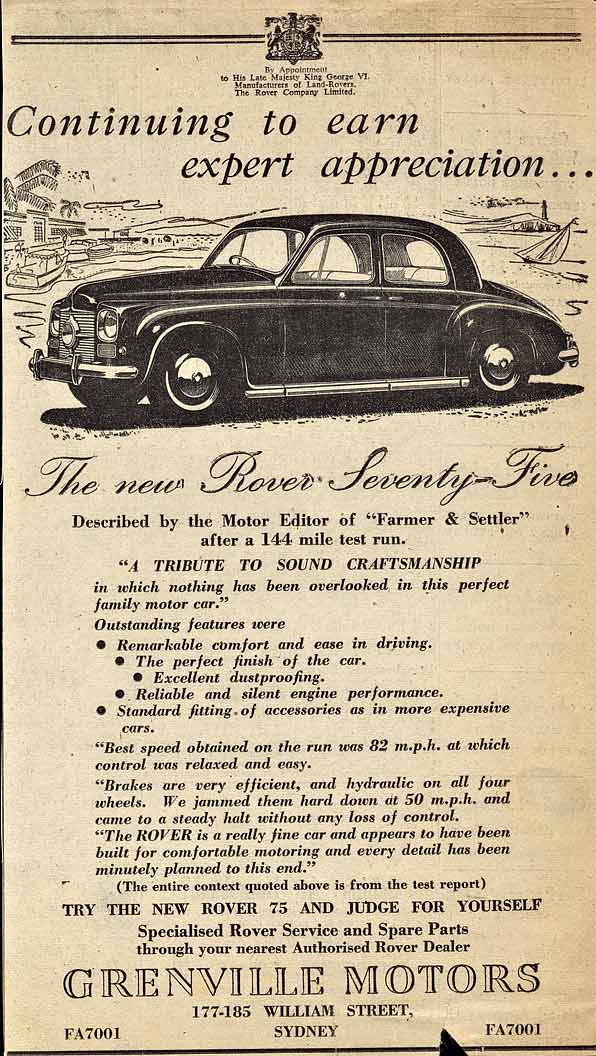 By Appointment
to His Late Majesty King George VI.
Manufacturers of Land-Rovers.
The Rover Company Limited.
Continuing to earn
expert appreciation...
The new Rover Seventy-Five
Described by the Motor Editor of “Farmer & Settler”
after a 144 mile test run.
“A TRIBUTE TO SOUND CRAFTSMANSHIP
in which nothing has been overlooked in this perfect
family motor car.”
Outstanding features were
● Remarkable comfort and ease in driving.
● The perfect finish of the car.
● Excellent dustproofing.
● Reliable and silent engine performance.
● Standard fitting of accessories as in more expensive
cars.
“Best speed obtained on the run was 82 m.p.h. at which
control was relaxed and easy.
“Brakes are very efficient, and hydraulic on all four
wheels. We jammed them hard down at 50 m.p.h. and
came to a steady halt without any loss of control.
“The ROVER is a really fine car and appears to have been
built for comfortable motoring and every detail has been
minutely planned to this end.”
(The entire context quoted above is from the test report)
TRY THE NEW ROVER 75 AND JUDGE FOR YOURSELF
Specialised Rover Service and Spare Parts
through your nearest Authorised Rover Dealer
GRENVILLE MOTORS
177-185 WILLIAM STREET,
FA7001 SYDNEY FA7001